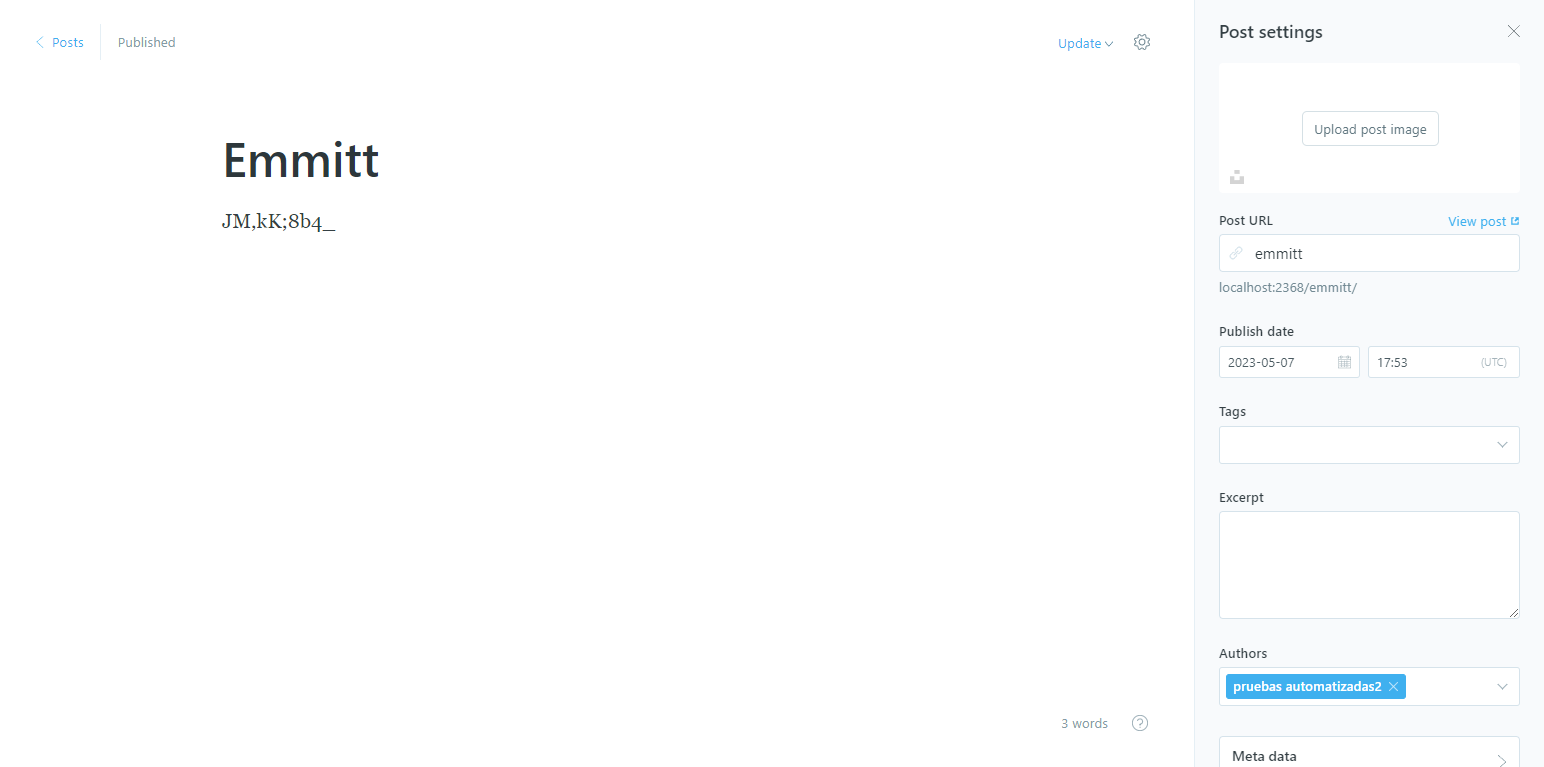 Posts
Published
Update
Emmitt
JM,kK;8b4_
3 words
Post settings
Upload post image
Post URL
View post
emmitt
localhost:2368/emmitt/
Publish date
2023-05-07
17:53
(UTC)
Tags
Excerpt
Authors
pruebas automatizadas2
Meta data